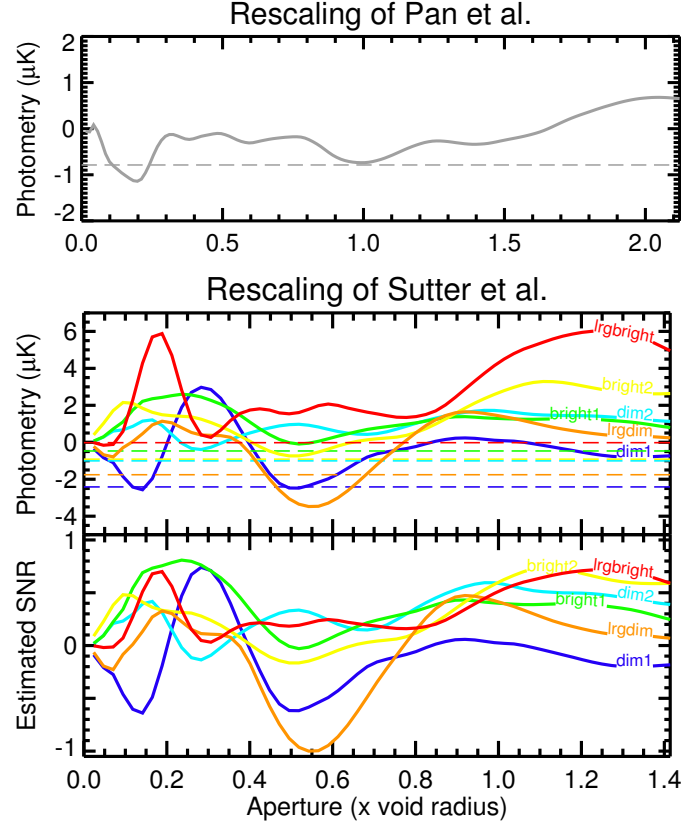 Rescaling of Pan et al.
Photometry (μK)
2
1
0
-1
-2
0.0 0.5 1.0 1.5 2.0
Rescaling of Sutter et al.
Photometry (μK)
6
4
2
0
-2
-4
lrgbright
bright2
bright1
dim2
lrgdim
dim1
Estimated SNR
1
0
-1
bright2
lrgbright
dim2
bright1
lrgdim
dim1
0.0 0.2 0.4 0.6 0.8 1.0 1.2 1.4
Aperture (x void radius)